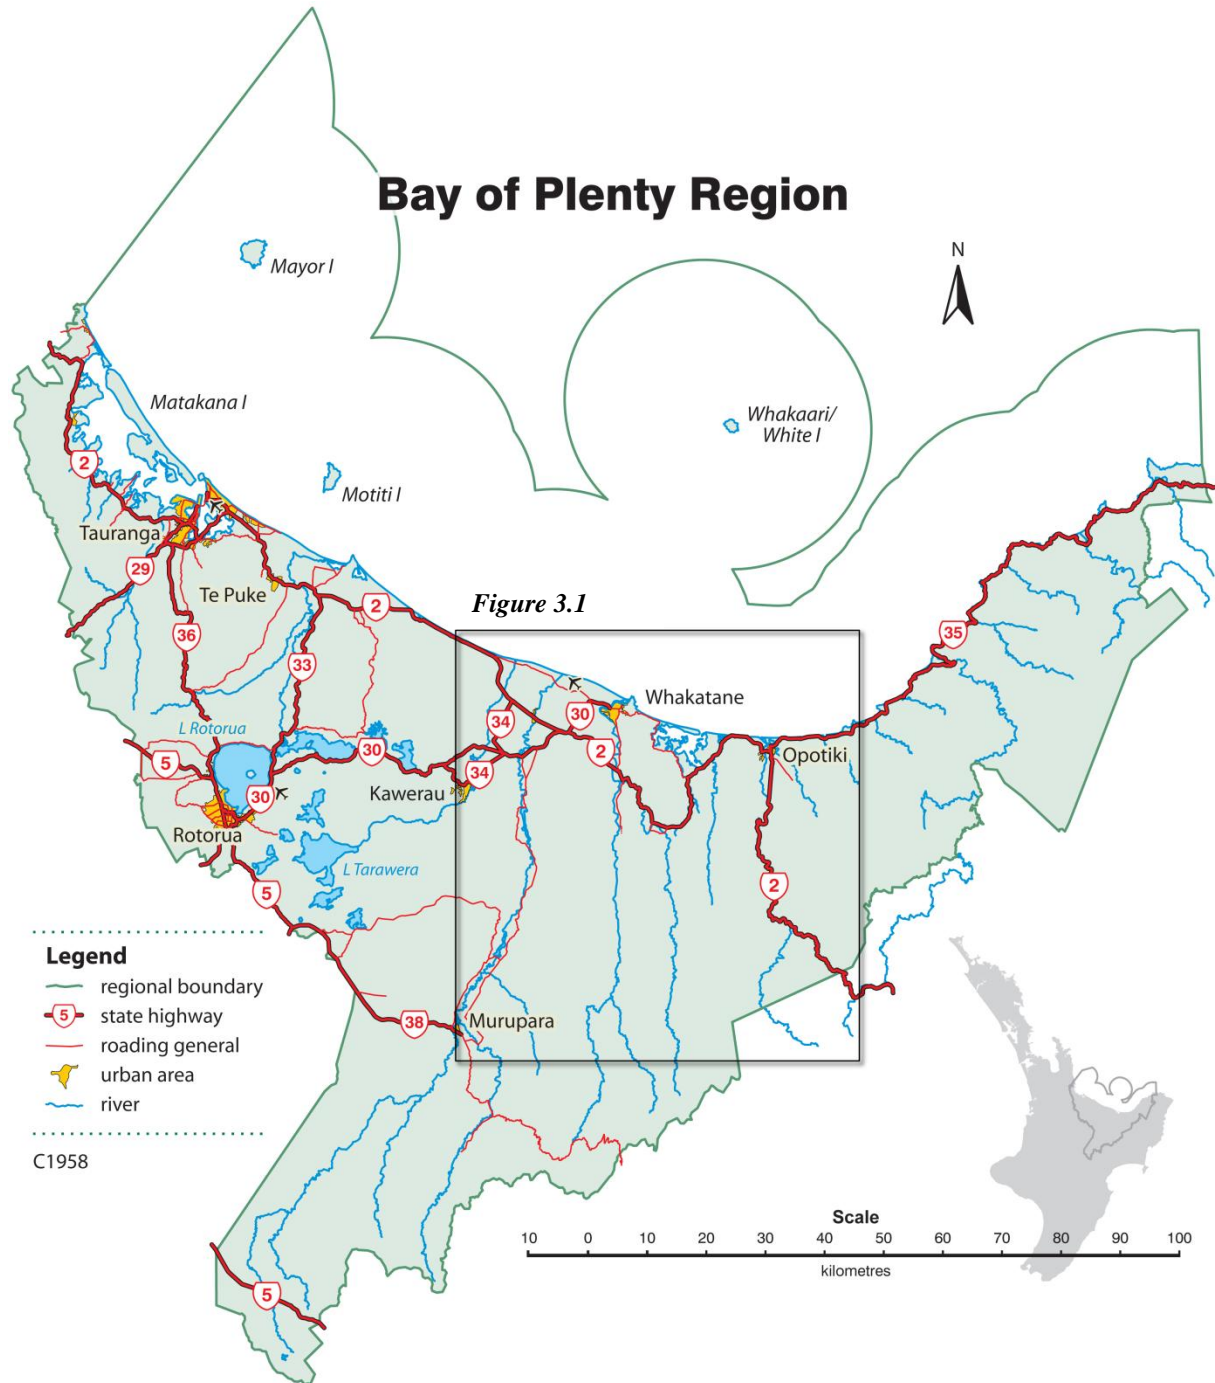 Bay of Plenty Region
N
Mayor I
Matakana I
Whakaari/
White I
Motiti I
2
Tauranga
29
Te Puke
Figure 3.1
2
36
35
33
Whakatane
34
30
L Rotorua
30
2
Opotiki
5
34
Kawerau
30
Rotorua
L Tarawera
5
2
Legend
regional boundary
5
state highway
roading general
urban area
river
38
Murupara
C1958
Scale
10 0 10 20 30 40 50 60 70 80 90 100
kilometres
5